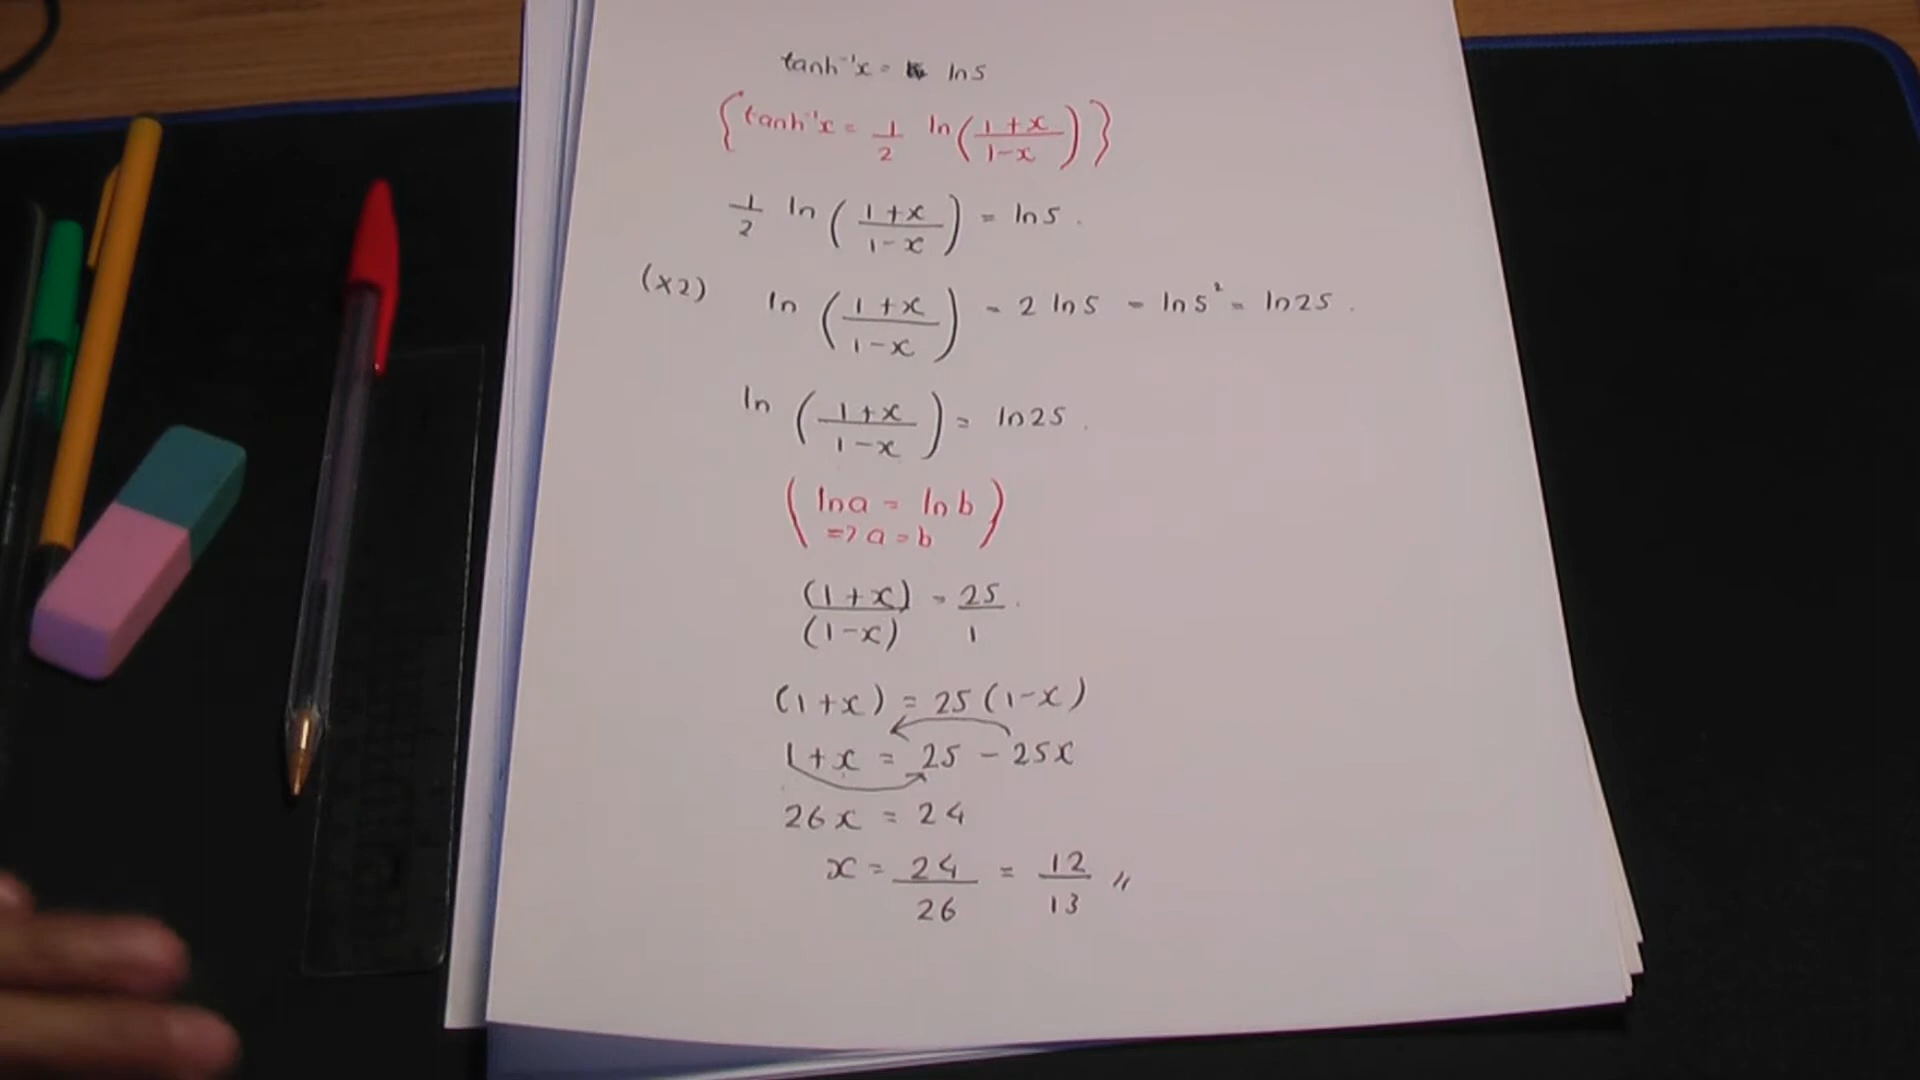 tanh⁻¹x = ln5
{tanh⁻¹x = 1/2 ln((1+x)/(1-x))}
1/2 ln((1+x)/(1-x)) = ln5.
(×2) ln((1+x)/(1-x)) = 2 ln5 = ln5² = ln25.
ln((1+x)/(1-x)) = ln25.
(lna = lnb
=> a = b)
(1+x)/(1-x) = 25/1.
(1+x) = 25(1-x)
1+x = 25 - 25x
26x = 24
x = 24/26 = 12/13 //